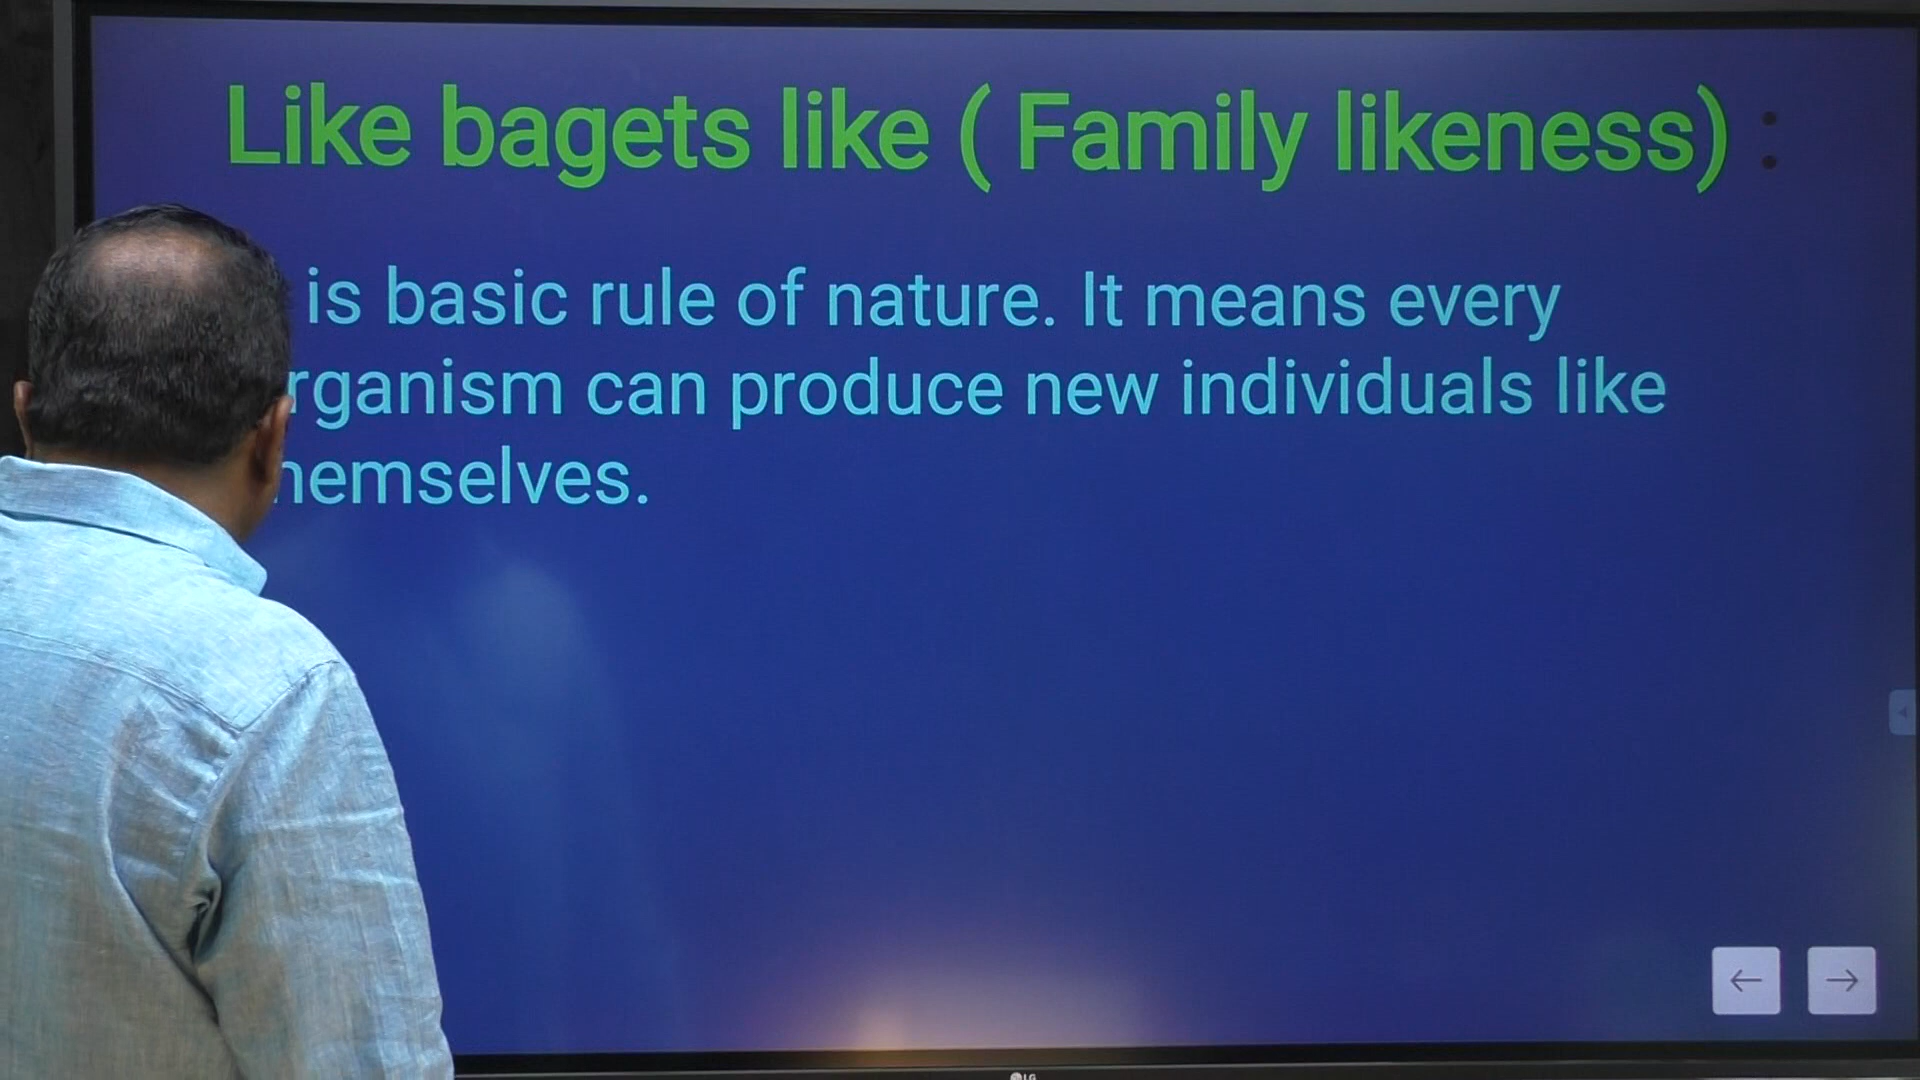 Like bagets like ( Family likeness) :
is basic rule of nature. It means every
rganism can produce new individuals like
hemselves.
LG